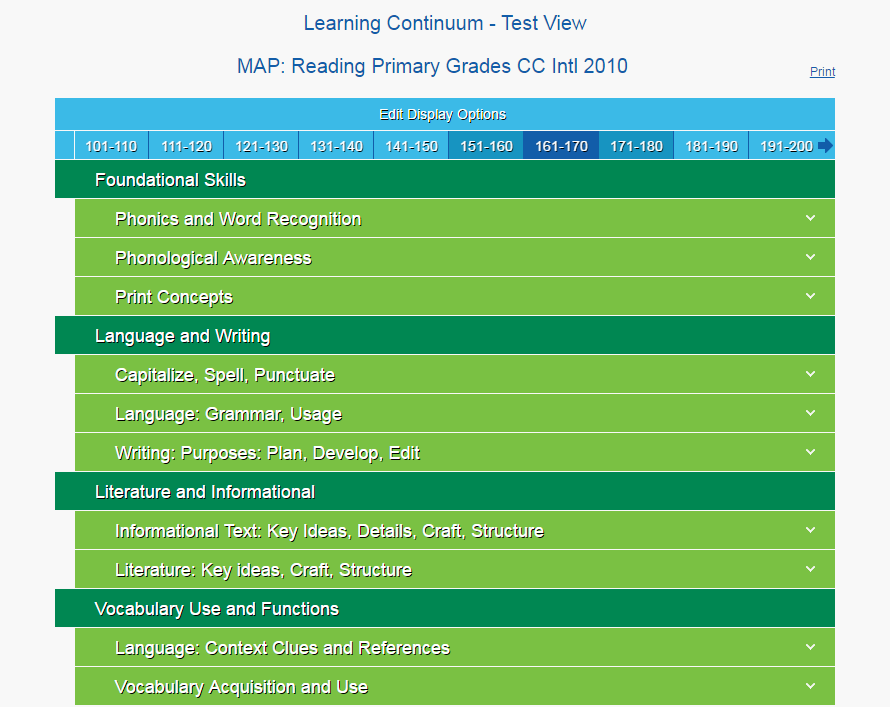 Learning Continuum - Test View
MAP: Reading Primary Grades CC Intl 2010
Print
Edit Display Options
101-110 111-120 121-130 131-140 141-150 151-160 161-170 171-180 181-190 191-200
Foundational Skills
Phonics and Word Recognition
Phonological Awareness
Print Concepts
Language and Writing
Capitalize, Spell, Punctuate
Language: Grammar, Usage
Writing: Purposes: Plan, Develop, Edit
Literature and Informational
Informational Text: Key Ideas, Details, Craft, Structure
Literature: Key ideas, Craft, Structure
Vocabulary Use and Functions
Language: Context Clues and References
Vocabulary Acquisition and Use